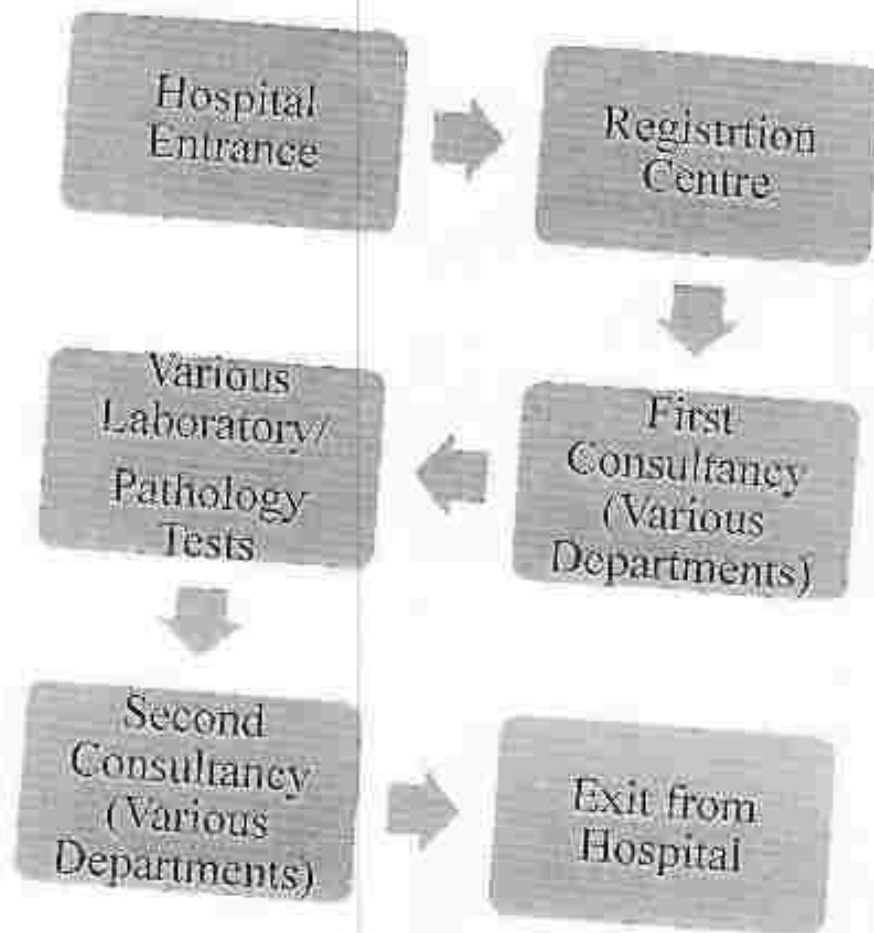 Hospital
Entrance
Registrtion
Centre
First
Consultancy
(Various
Departments)
Various
Laboratory/
Pathology
Tests
Second
Consultancy
(Various
Departments)
Exit from
Hospital